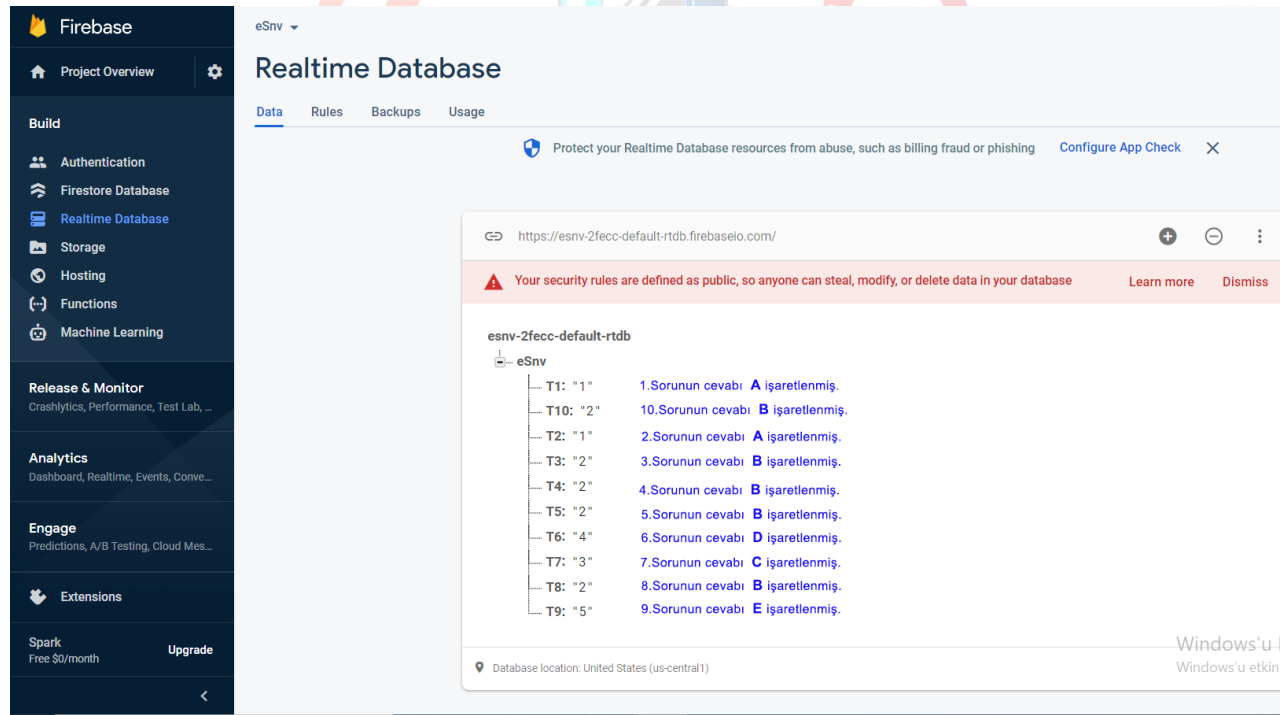 Firebase
Project Overview
Build
Authentication
Firestore Database
Realtime Database
Storage
Hosting
Functions
Machine Learning
Release & Monitor
Crashlytics, Performance, Test Lab, ...
Analytics
Dashboard, Realtime, Events, Conve...
Engage
Predictions, A/B Testing, Cloud Mes...
Extensions
Spark
Free $0/month
Upgrade
eSnv
Realtime Database
Data Rules Backups Usage
Protect your Realtime Database resources from abuse, such as billing fraud or phishing Configure App Check
https://esnv-2fecc-default-rtdb.firebaseio.com/
Your security rules are defined as public, so anyone can steal, modify, or delete data in your database Learn more Dismiss
esnv-2fecc-default-rtdb
eSnv
T1: "1" 1.Sorunun cevabı A işaretlenmiş.
T10: "2" 10.Sorunun cevabı B işaretlenmiş.
T2: "1" 2.Sorunun cevabı A işaretlenmiş.
T3: "2" 3.Sorunun cevabı B işaretlenmiş.
T4: "2" 4.Sorunun cevabı B işaretlenmiş.
T5: "2" 5.Sorunun cevabı B işaretlenmiş.
T6: "4" 6.Sorunun cevabı D işaretlenmiş.
T7: "3" 7.Sorunun cevabı C işaretlenmiş.
T8: "2" 8.Sorunun cevabı B işaretlenmiş.
T9: "5" 9.Sorunun cevabı E işaretlenmiş.
Database location: United States (us-central1)
Windows'u
Windows'u etkin